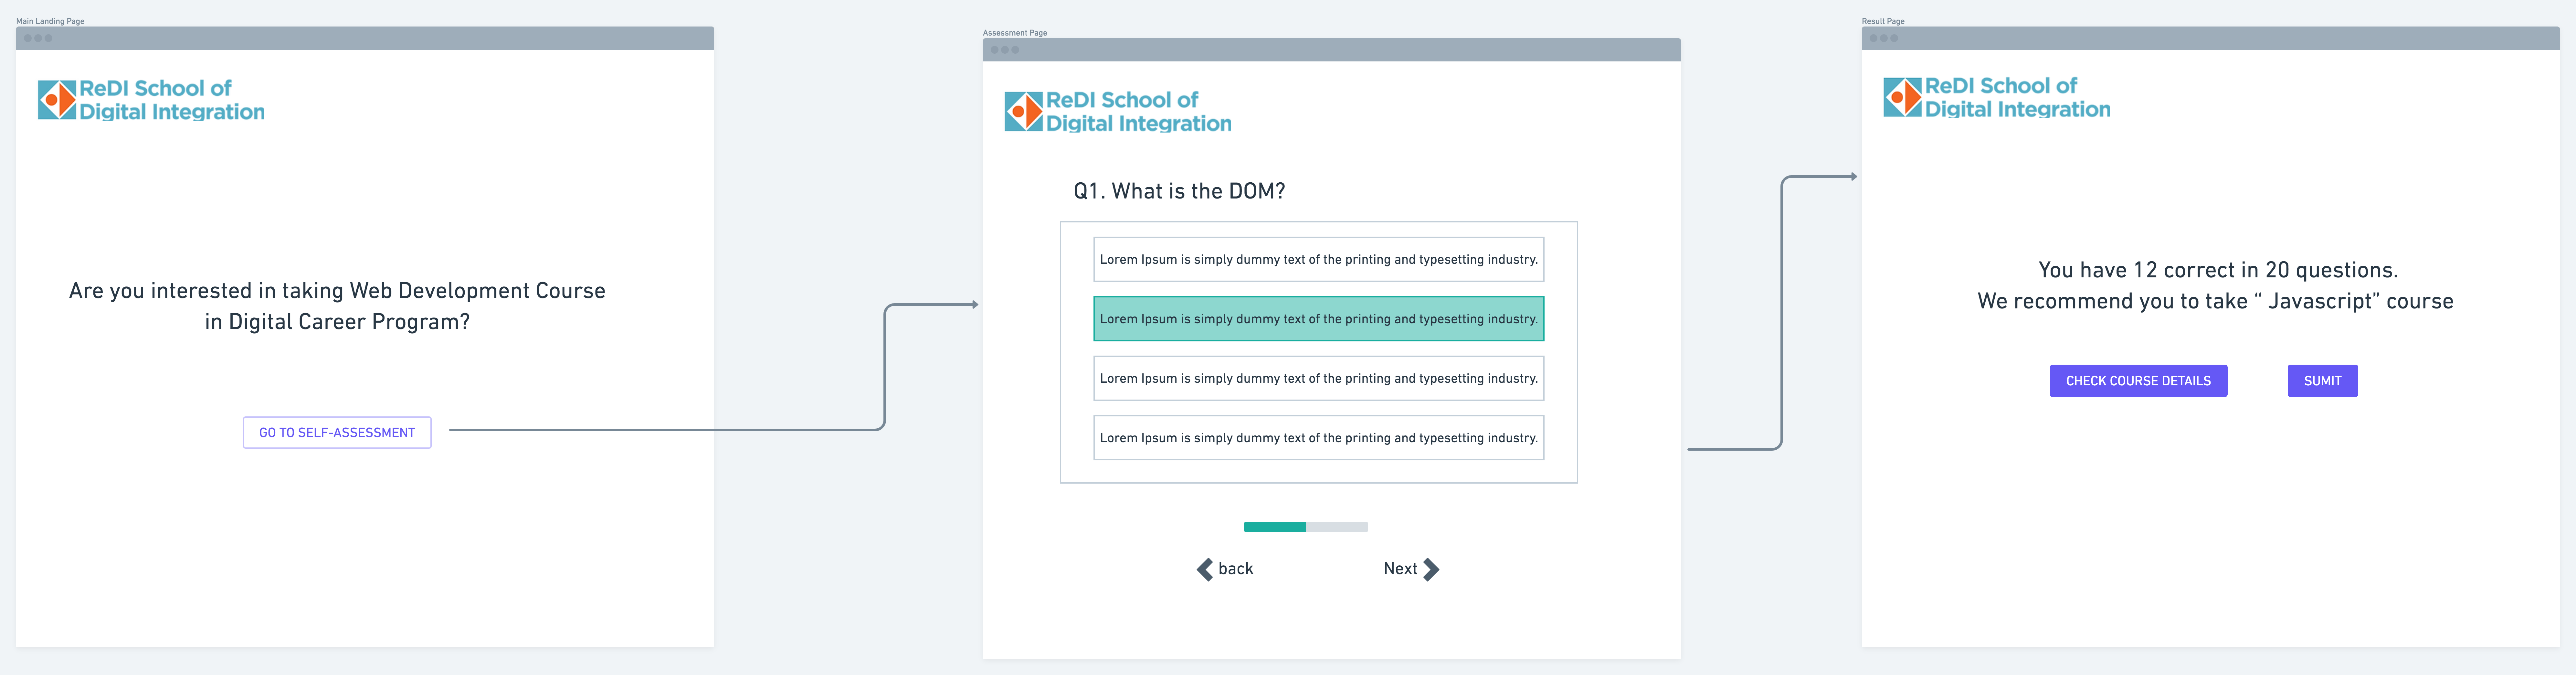 Main Landing Page
ReDI School of
Digital Integration
Are you interested in taking Web Development Course
in Digital Career Program?
GO TO SELF-ASSESSMENT
Assessment Page
ReDI School of
Digital Integration
Q1. What is the DOM?
Lorem Ipsum is simply dummy text of the printing and typesetting industry.
Lorem Ipsum is simply dummy text of the printing and typesetting industry.
Lorem Ipsum is simply dummy text of the printing and typesetting industry.
Lorem Ipsum is simply dummy text of the printing and typesetting industry.
back
Next
Result Page
ReDI School of
Digital Integration
You have 12 correct in 20 questions.
We recommend you to take “ Javascript” course
CHECK COURSE DETAILS
SUMIT